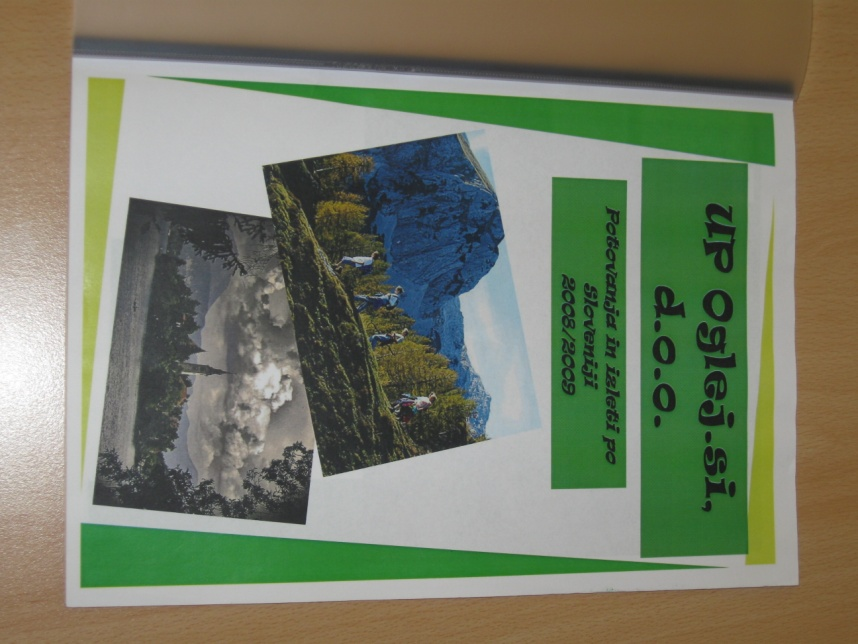 UP Oglej.si,
d.o.o.
Potovanja in izleti po
Sloveniji
2008/2009